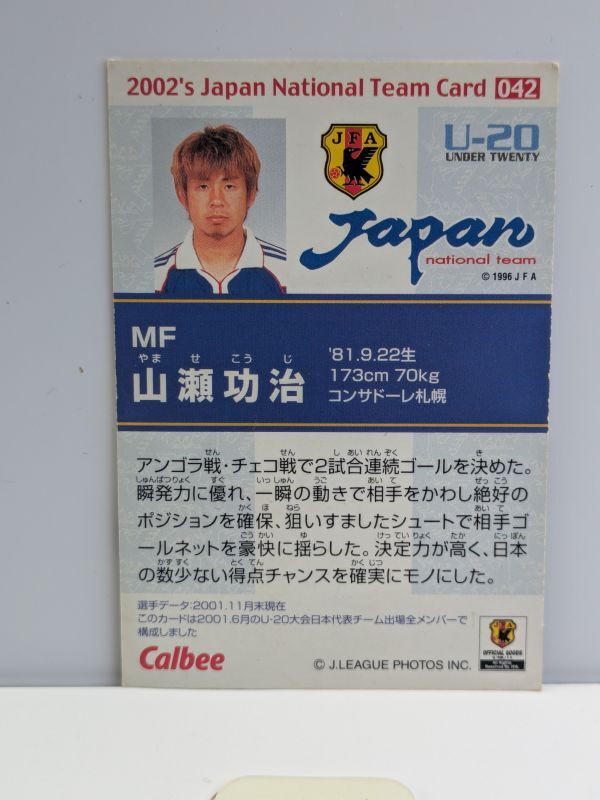 2002's Japan National Team Card 042
JFA
U-20
UNDER TWENTY
Japan
national team
© 1996 J F A
MF
やませ こうじ
山瀬功治
'81.9.22生
173cm 70kg
コンサドーレ札幌
アンゴラ戦・チェコ戦で2試合連続ゴールを決めた。
瞬発力に優れ、一瞬の動きで相手をかわし絶好の
ポジションを確保、狙いすましたシュートで相手ゴ
ールネットを豪快に揺らした。決定力が高く、日本
の数少ない得点チャンスを確実にモノにした。
選手データ:2001.11月末現在
このカードは2001.6月のU-20大会日本代表チーム出場全メンバーで
構成しました
Calbee
© J.LEAGUE PHOTOS INC.
OFFICIAL GOODS